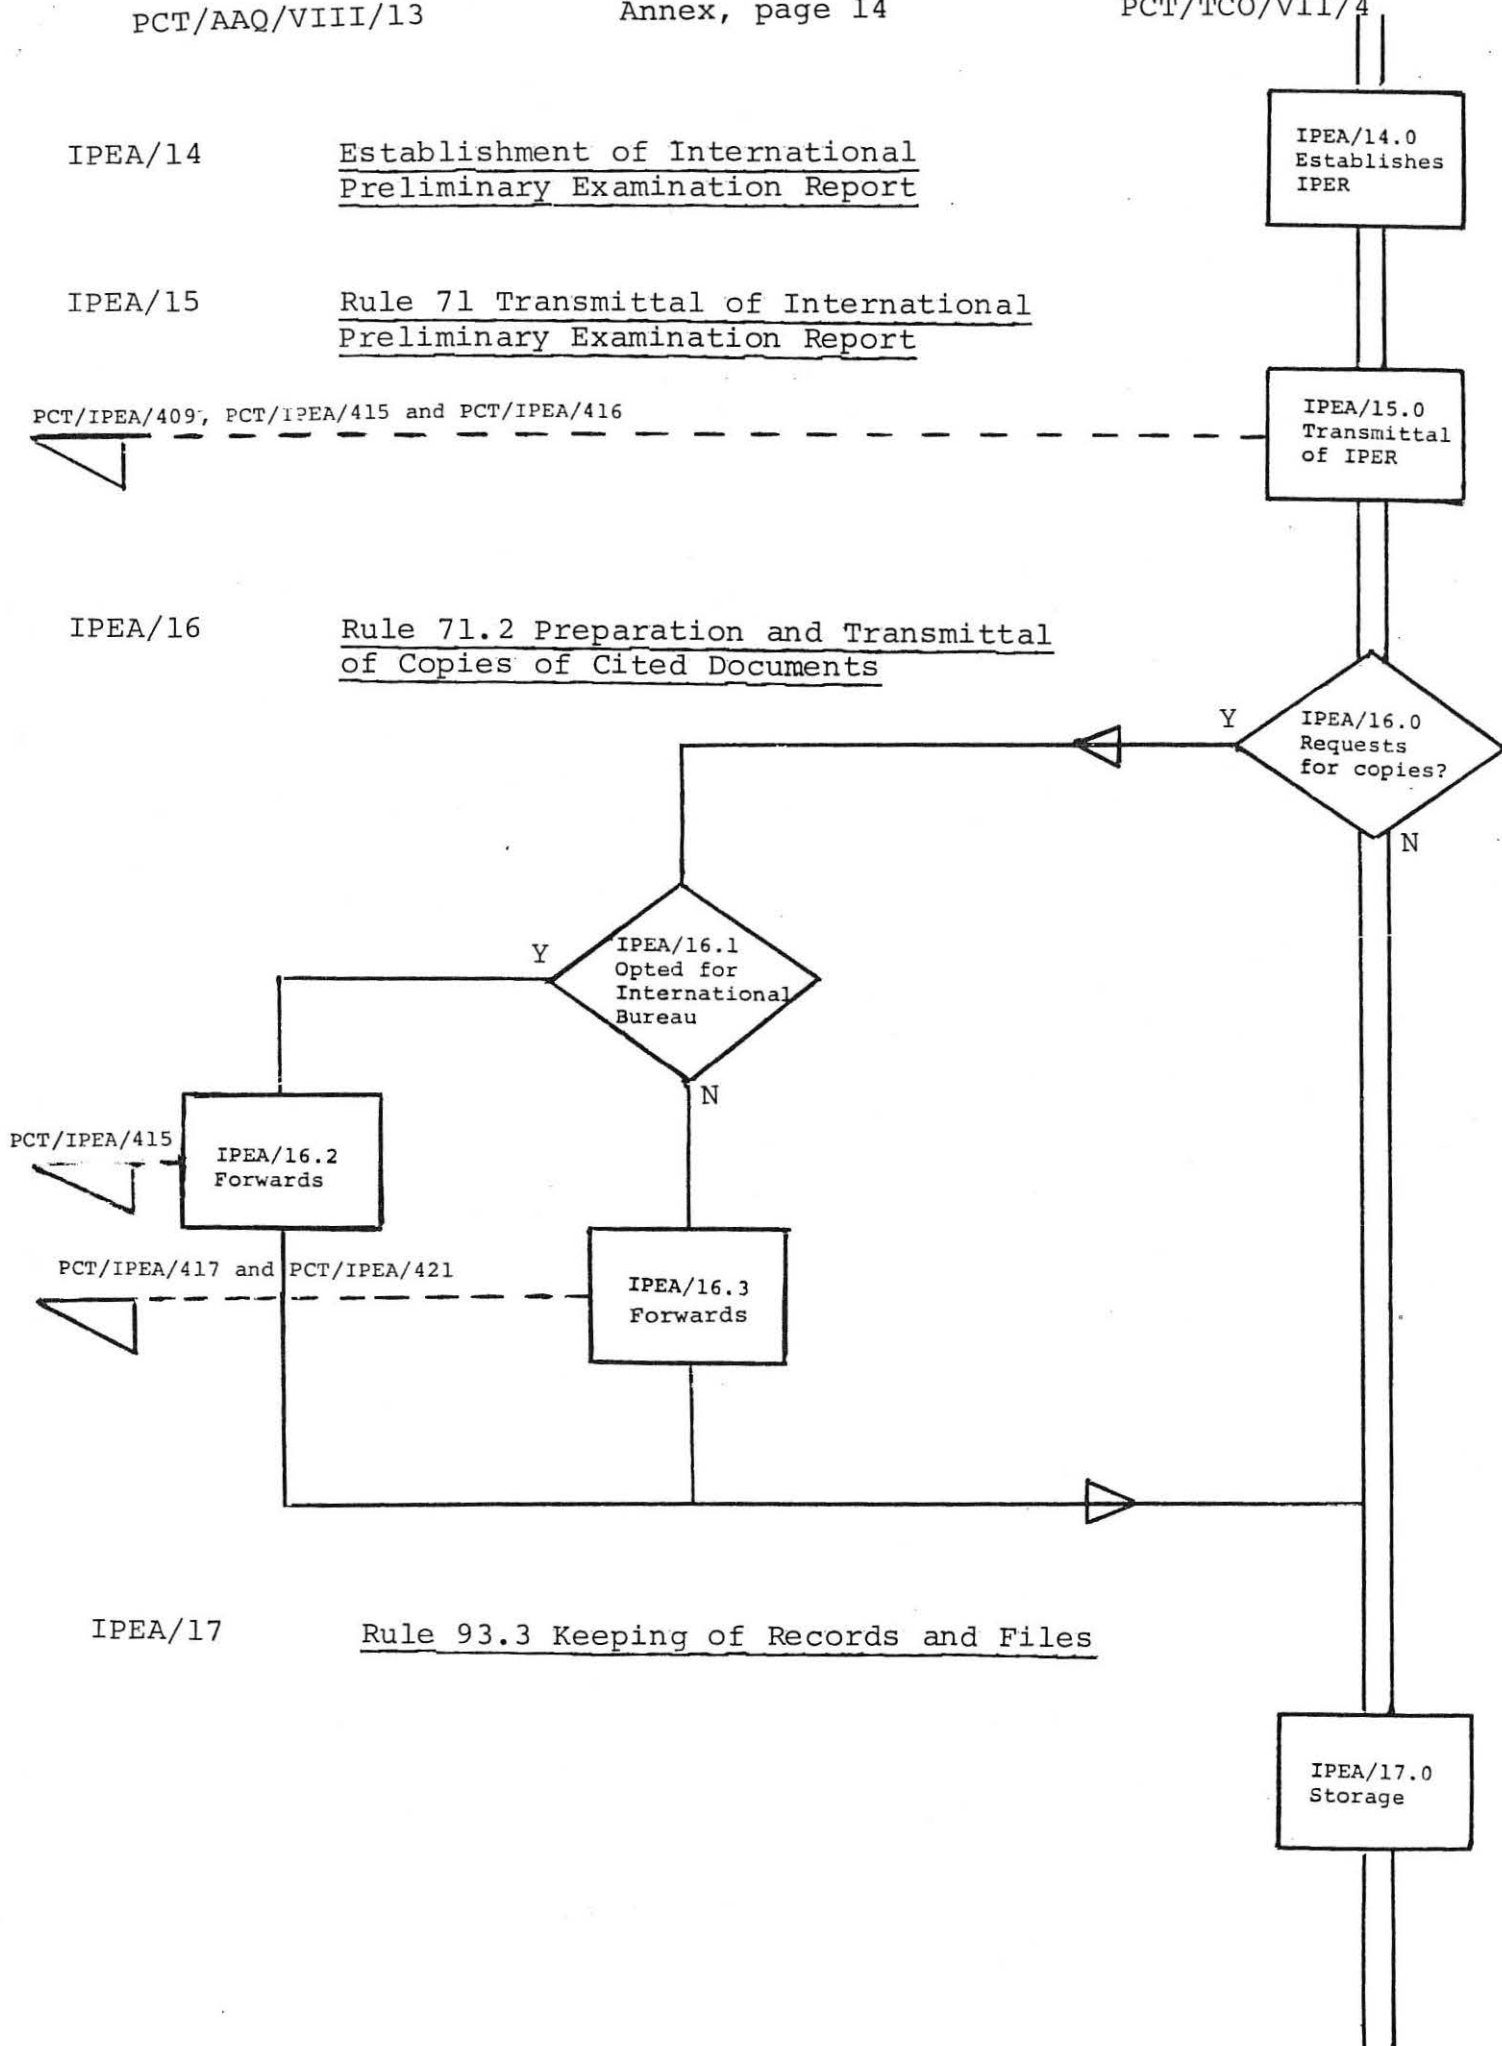 PCT/AAQ/VIII/13
Annex, page 14
PCT/TCO/VII/4
IPEA/14
Establishment of International
Preliminary Examination Report
IPEA/14.0
Establishes
IPER
IPEA/15
Rule 71 Transmittal of International
Preliminary Examination Report
PCT/IPEA/409, PCT/IPEA/415 and PCT/IPEA/416
IPEA/15.0
Transmittal
of IPER
IPEA/16
Rule 71.2 Preparation and Transmittal
of Copies of Cited Documents
Y
IPEA/16.0
Requests
for copies?
N
Y
IPEA/16.1
Opted for
International
Bureau
N
PCT/IPEA/415
IPEA/16.2
Forwards
PCT/IPEA/417 and PCT/IPEA/421
IPEA/16.3
Forwards
IPEA/17
Rule 93.3 Keeping of Records and Files
IPEA/17.0
Storage